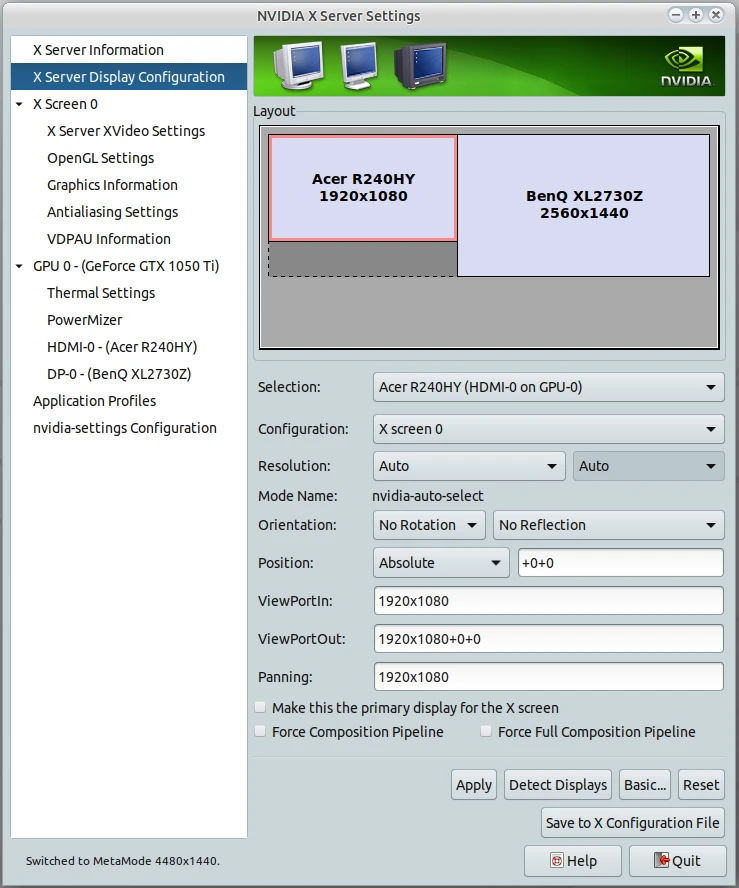 NVIDIA X Server Settings
X Server Information
X Server Display Configuration
X Screen 0
X Server XVideo Settings
OpenGL Settings
Graphics Information
Antialiasing Settings
VDPAU Information
GPU 0 - (GeForce GTX 1050 Ti)
Thermal Settings
PowerMizer
HDMI-0 - (Acer R240HY)
DP-0 - (BenQ XL2730Z)
Application Profiles
nvidia-settings Configuration
NVIDIA.
Layout
Acer R240HY
1920x1080
BenQ XL2730Z
2560x1440
Selection: Acer R240HY (HDMI-0 on GPU-0)
Configuration: X screen 0
Resolution: Auto Auto
Mode Name: nvidia-auto-select
Orientation: No Rotation No Reflection
Position: Absolute +0+0
ViewPortIn: 1920x1080
ViewPortOut: 1920x1080+0+0
Panning: 1920x1080
Make this the primary display for the X screen
Force Composition Pipeline Force Full Composition Pipeline
Apply Detect Displays Basic... Reset
Save to X Configuration File
Switched to MetaMode 4480x1440.
Help Quit